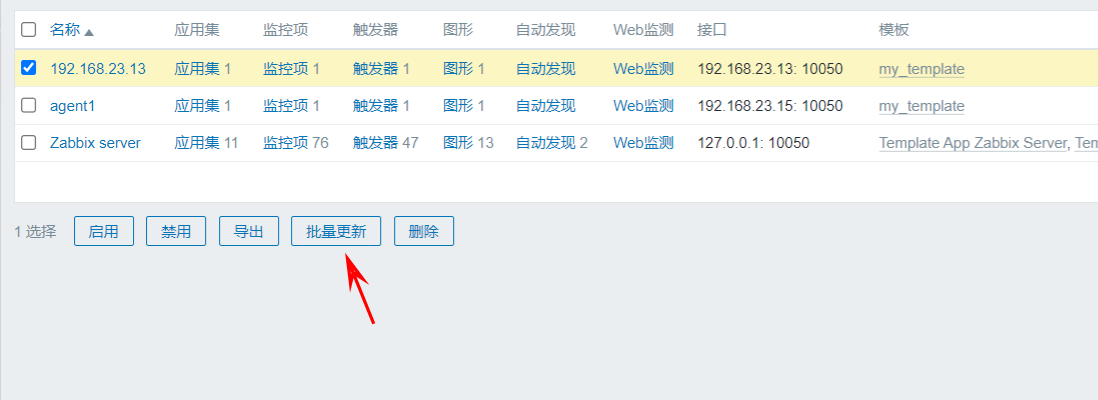 名称 应用集 监控项 触发器 图形 自动发现 Web监测 接口 模板
192.168.23.13 应用集 1 监控项 1 触发器 1 图形 1 自动发现 Web监测 192.168.23.13: 10050 my_template
agent1 应用集 1 监控项 1 触发器 1 图形 1 自动发现 Web监测 192.168.23.15: 10050 my_template
Zabbix server 应用集 11 监控项 76 触发器 47 图形 13 自动发现 2 Web监测 127.0.0.1: 10050 Template App Zabbix Server, Tem
1 选择 启用 禁用 导出 批量更新 删除